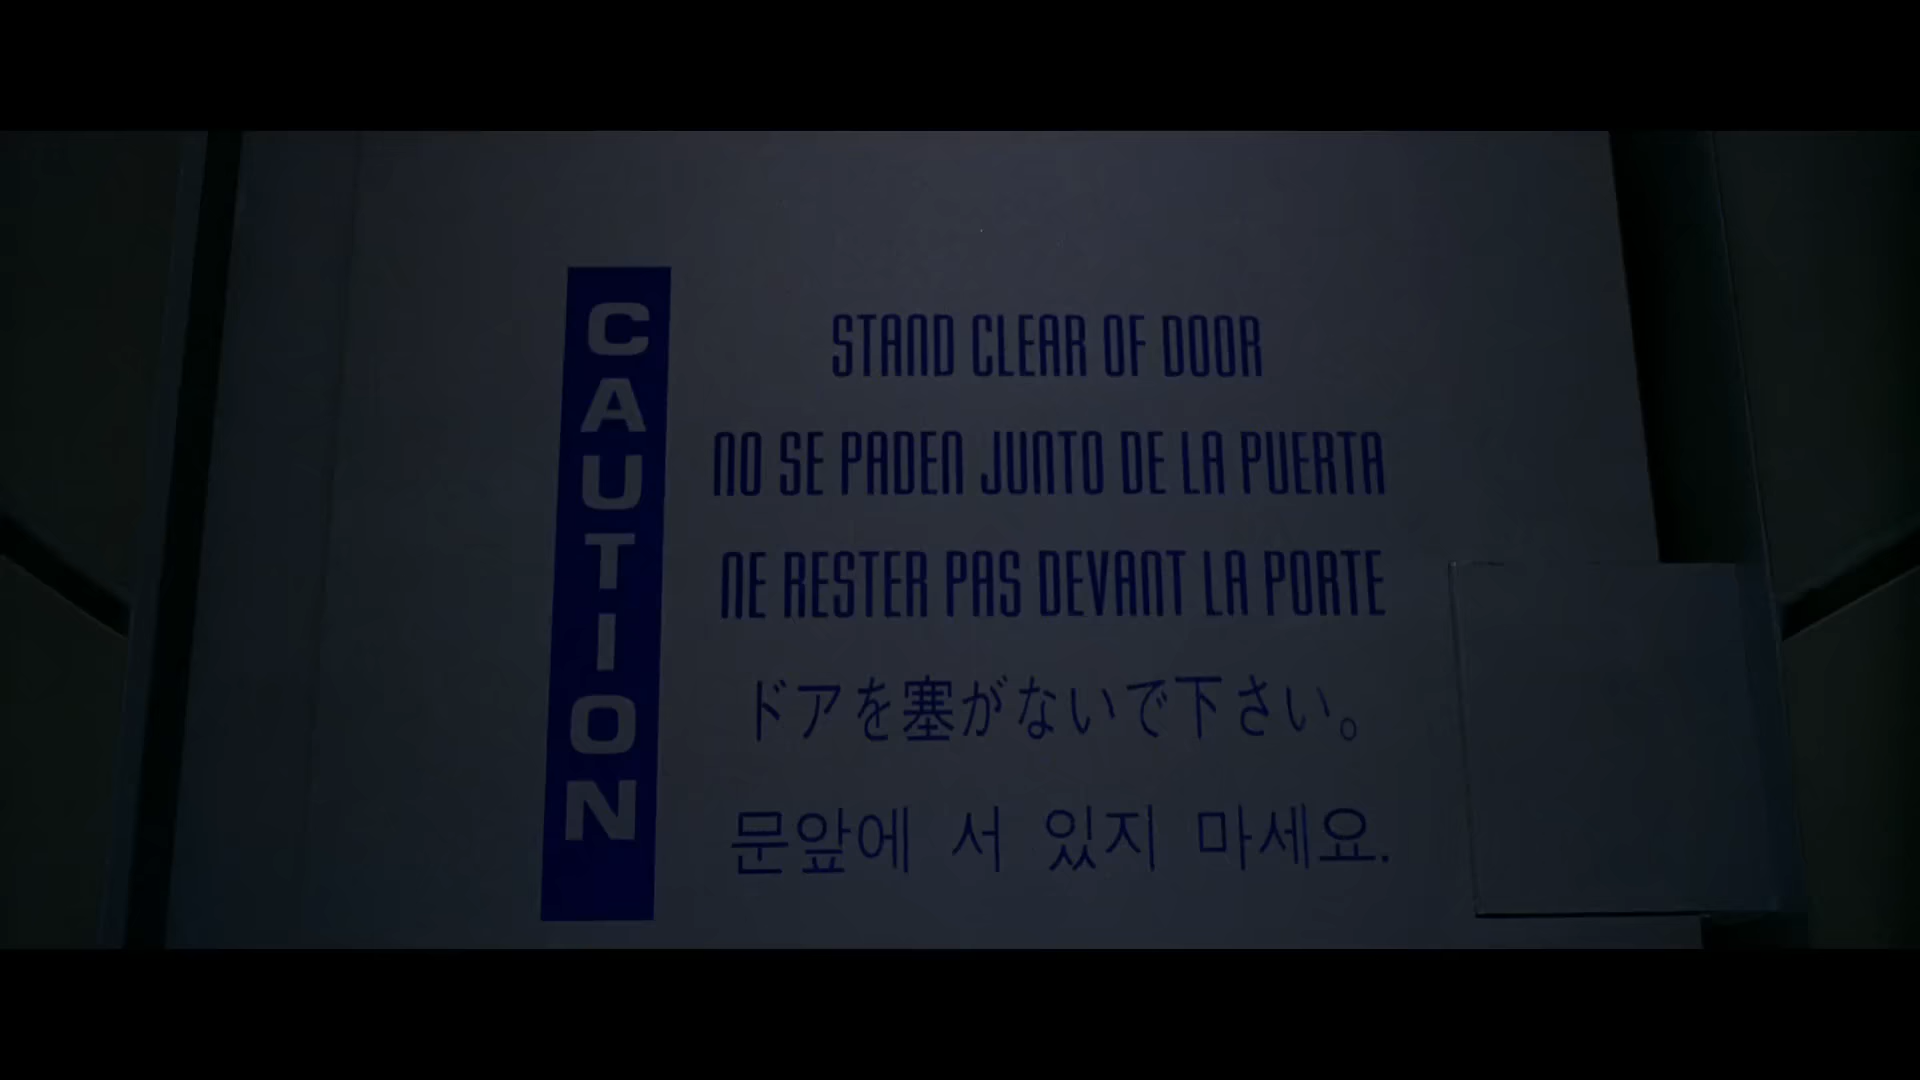 CAUTION
STAND CLEAR OF DOOR
NO SE PADEN JUNTO DE LA PUERTA
NE RESTER PAS DEVANT LA PORTE
ドアを塞がないで下さい。
문앞에 서 있지 마세요.